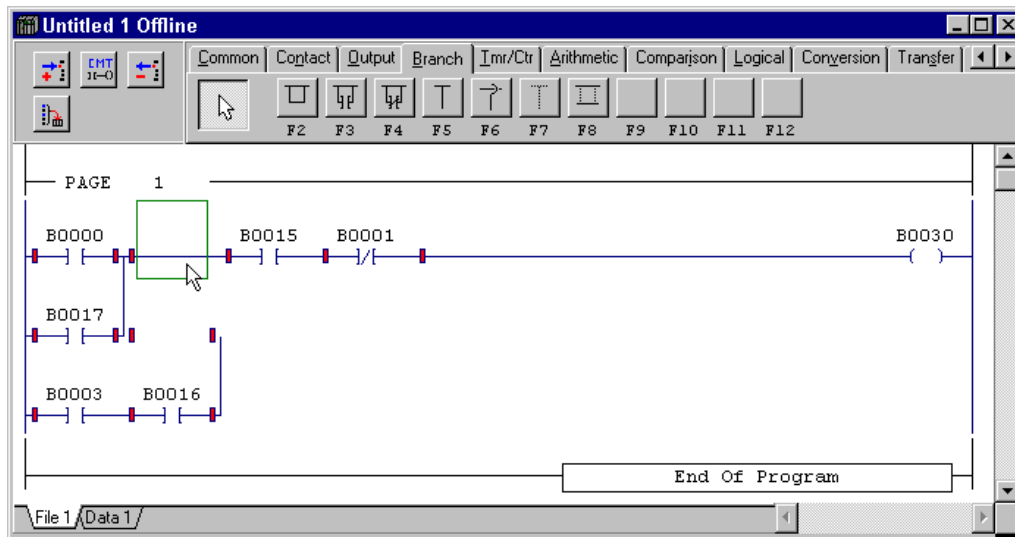 Untitled 1 Offline
CMT
Common Contact Output Branch Tmr/Ctr Arithmetic Comparison Logical Conversion Transfer
F2 F3 F4 F5 F6 F7 F8 F9 F10 F11 F12
PAGE 1
B0000 B0015 B0001 B0030
B0017
B0003 B0016
End Of Program
File 1 Data 1